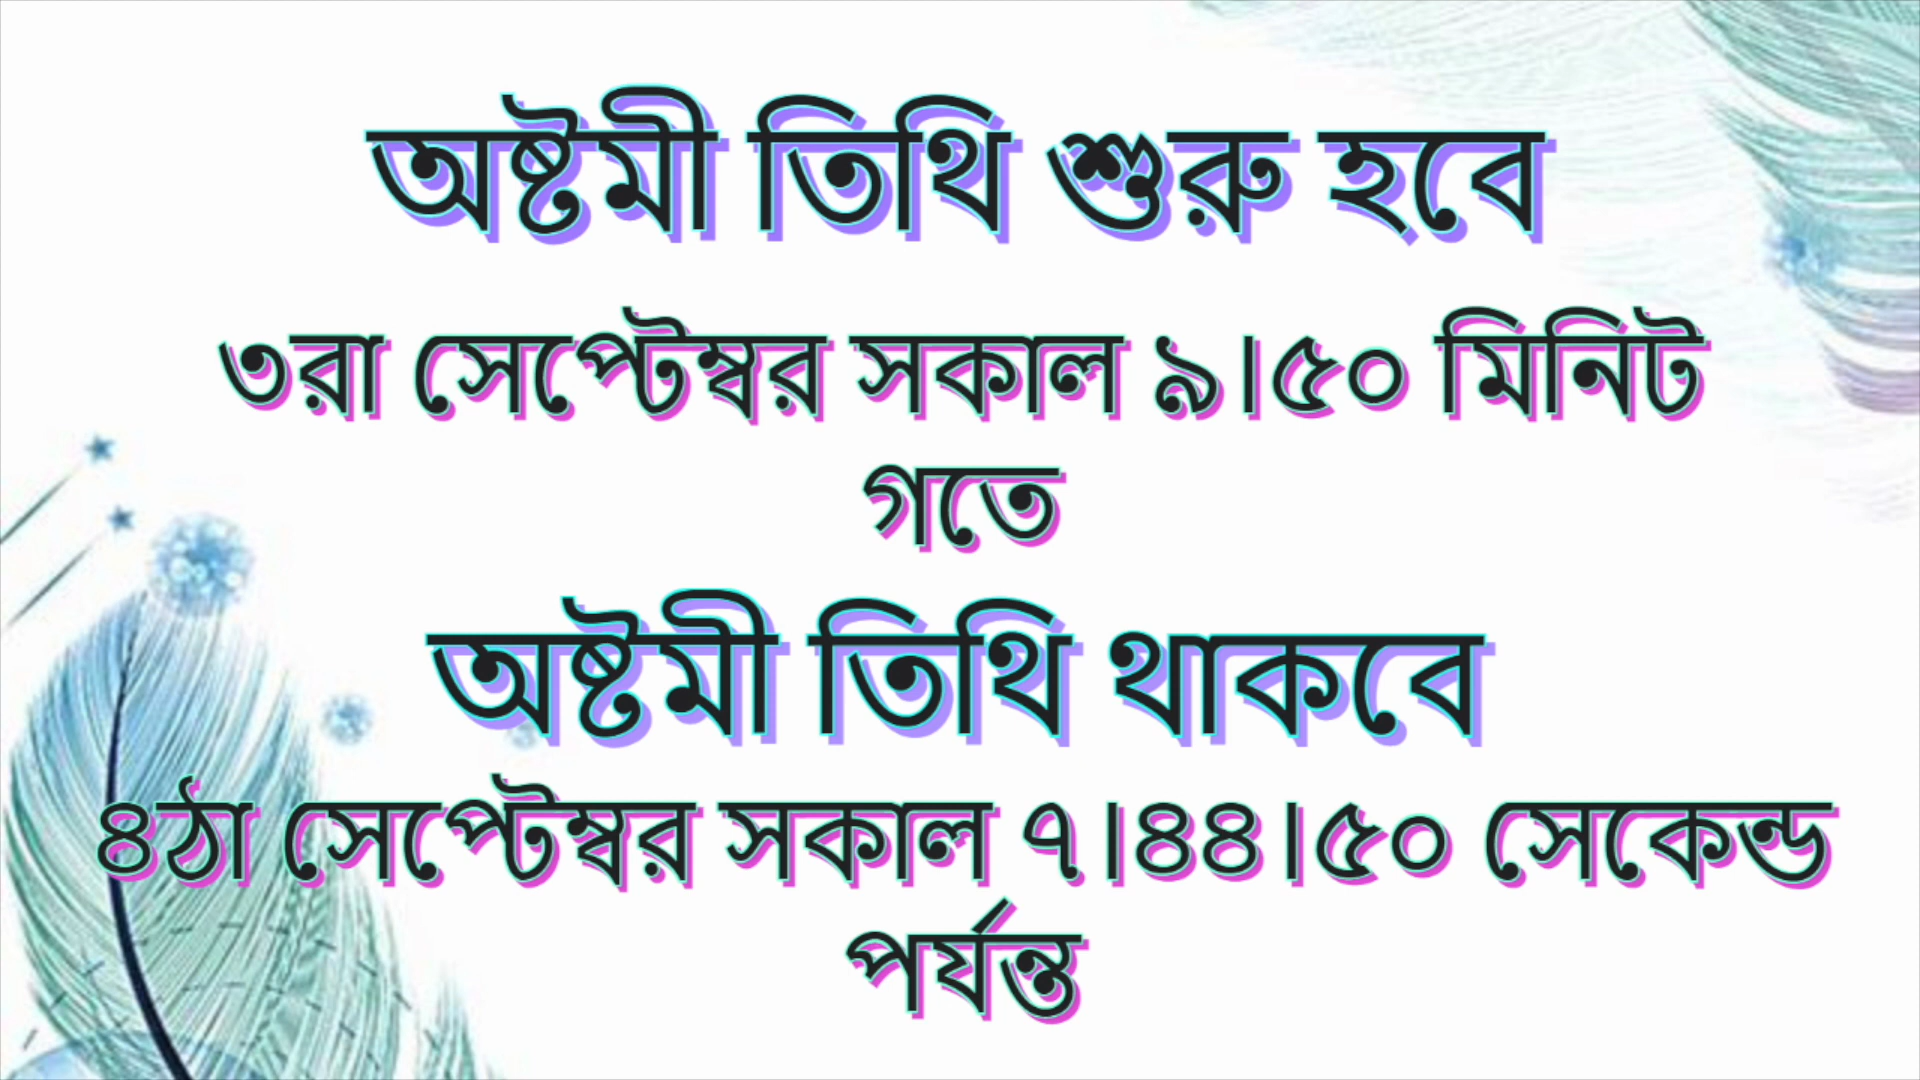 অষ্টমী তিথি শুরু হবে
৩রা সেপ্টেম্বর সকাল ৯।৫০ মিনিট
গতে
অষ্টমী তিথি থাকবে
৪ঠা সেপ্টেম্বর সকাল ৭।৪৪।৫০ সেকেন্ড
পর্যন্ত